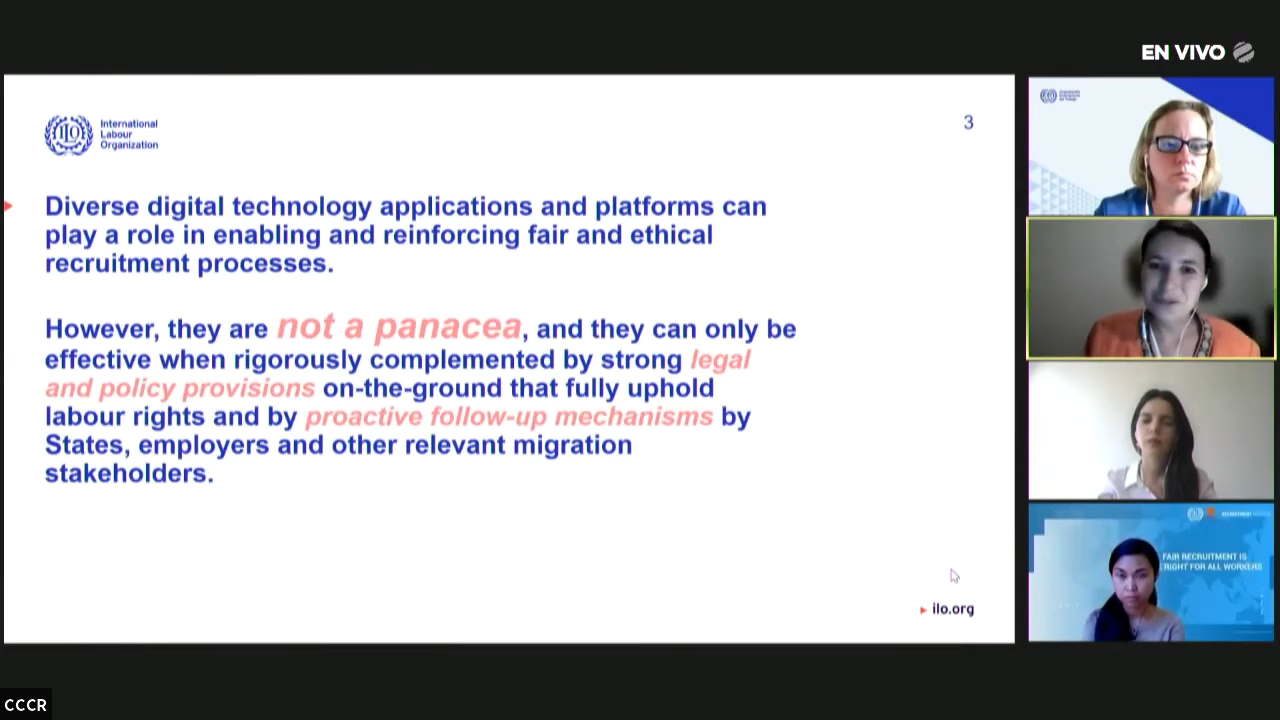 EN VIVO
International
Labour
Organization
3
Diverse digital technology applications and platforms can
play a role in enabling and reinforcing fair and ethical
recruitment processes.
However, they are not a panacea, and they can only be
effective when rigorously complemented by strong legal
and policy provisions on-the-ground that fully uphold
labour rights and by proactive follow-up mechanisms by
States, employers and other relevant migration
stakeholders.
ilo.org
FAIR RECRUITMENT IS
RIGHT FOR ALL WORKERS
CCCR